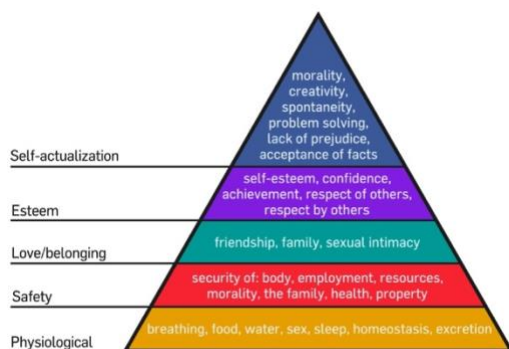 morality,
creativity,
spontaneity,
problem solving,
lack of prejudice,
acceptance of facts
Self-actualization
self-esteem, confidence,
achievement, respect of others,
respect by others
Esteem
friendship, family, sexual intimacy
Love/belonging
security of: body, employment, resources,
morality, the family, health, property
Safety
breathing, food, water, sex, sleep, homeostasis, excretion
Physiological